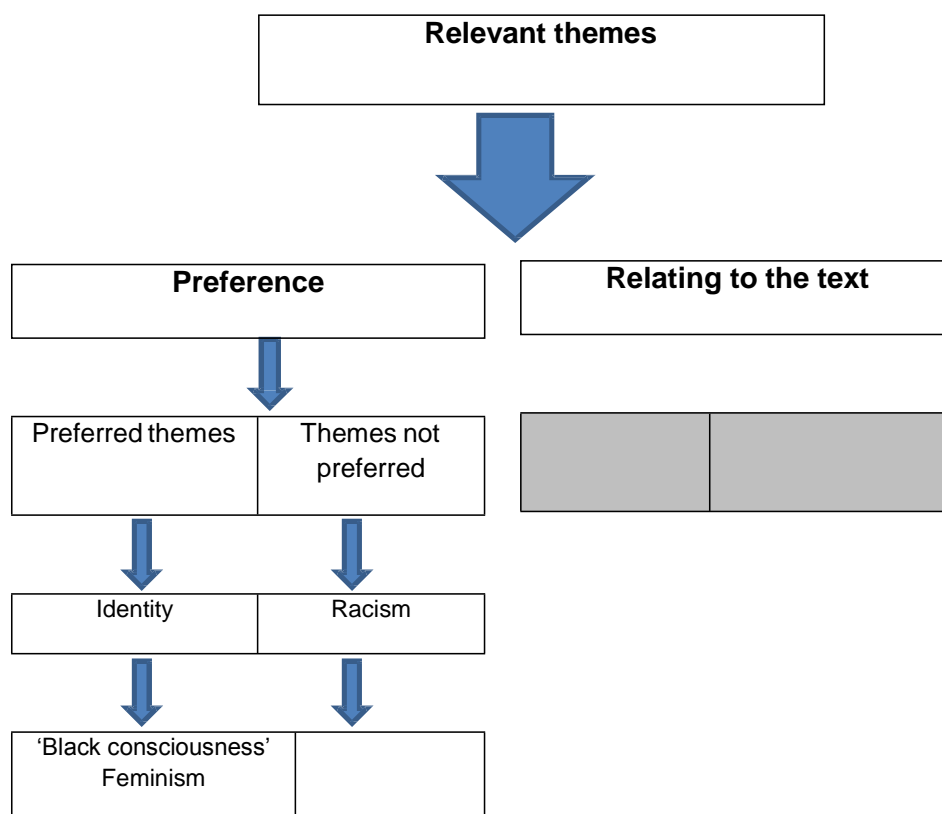 Relevant themes
Preference
Relating to the text
Preferred themes
Themes not
preferred
Identity
Racism
‘Black consciousness’
Feminism